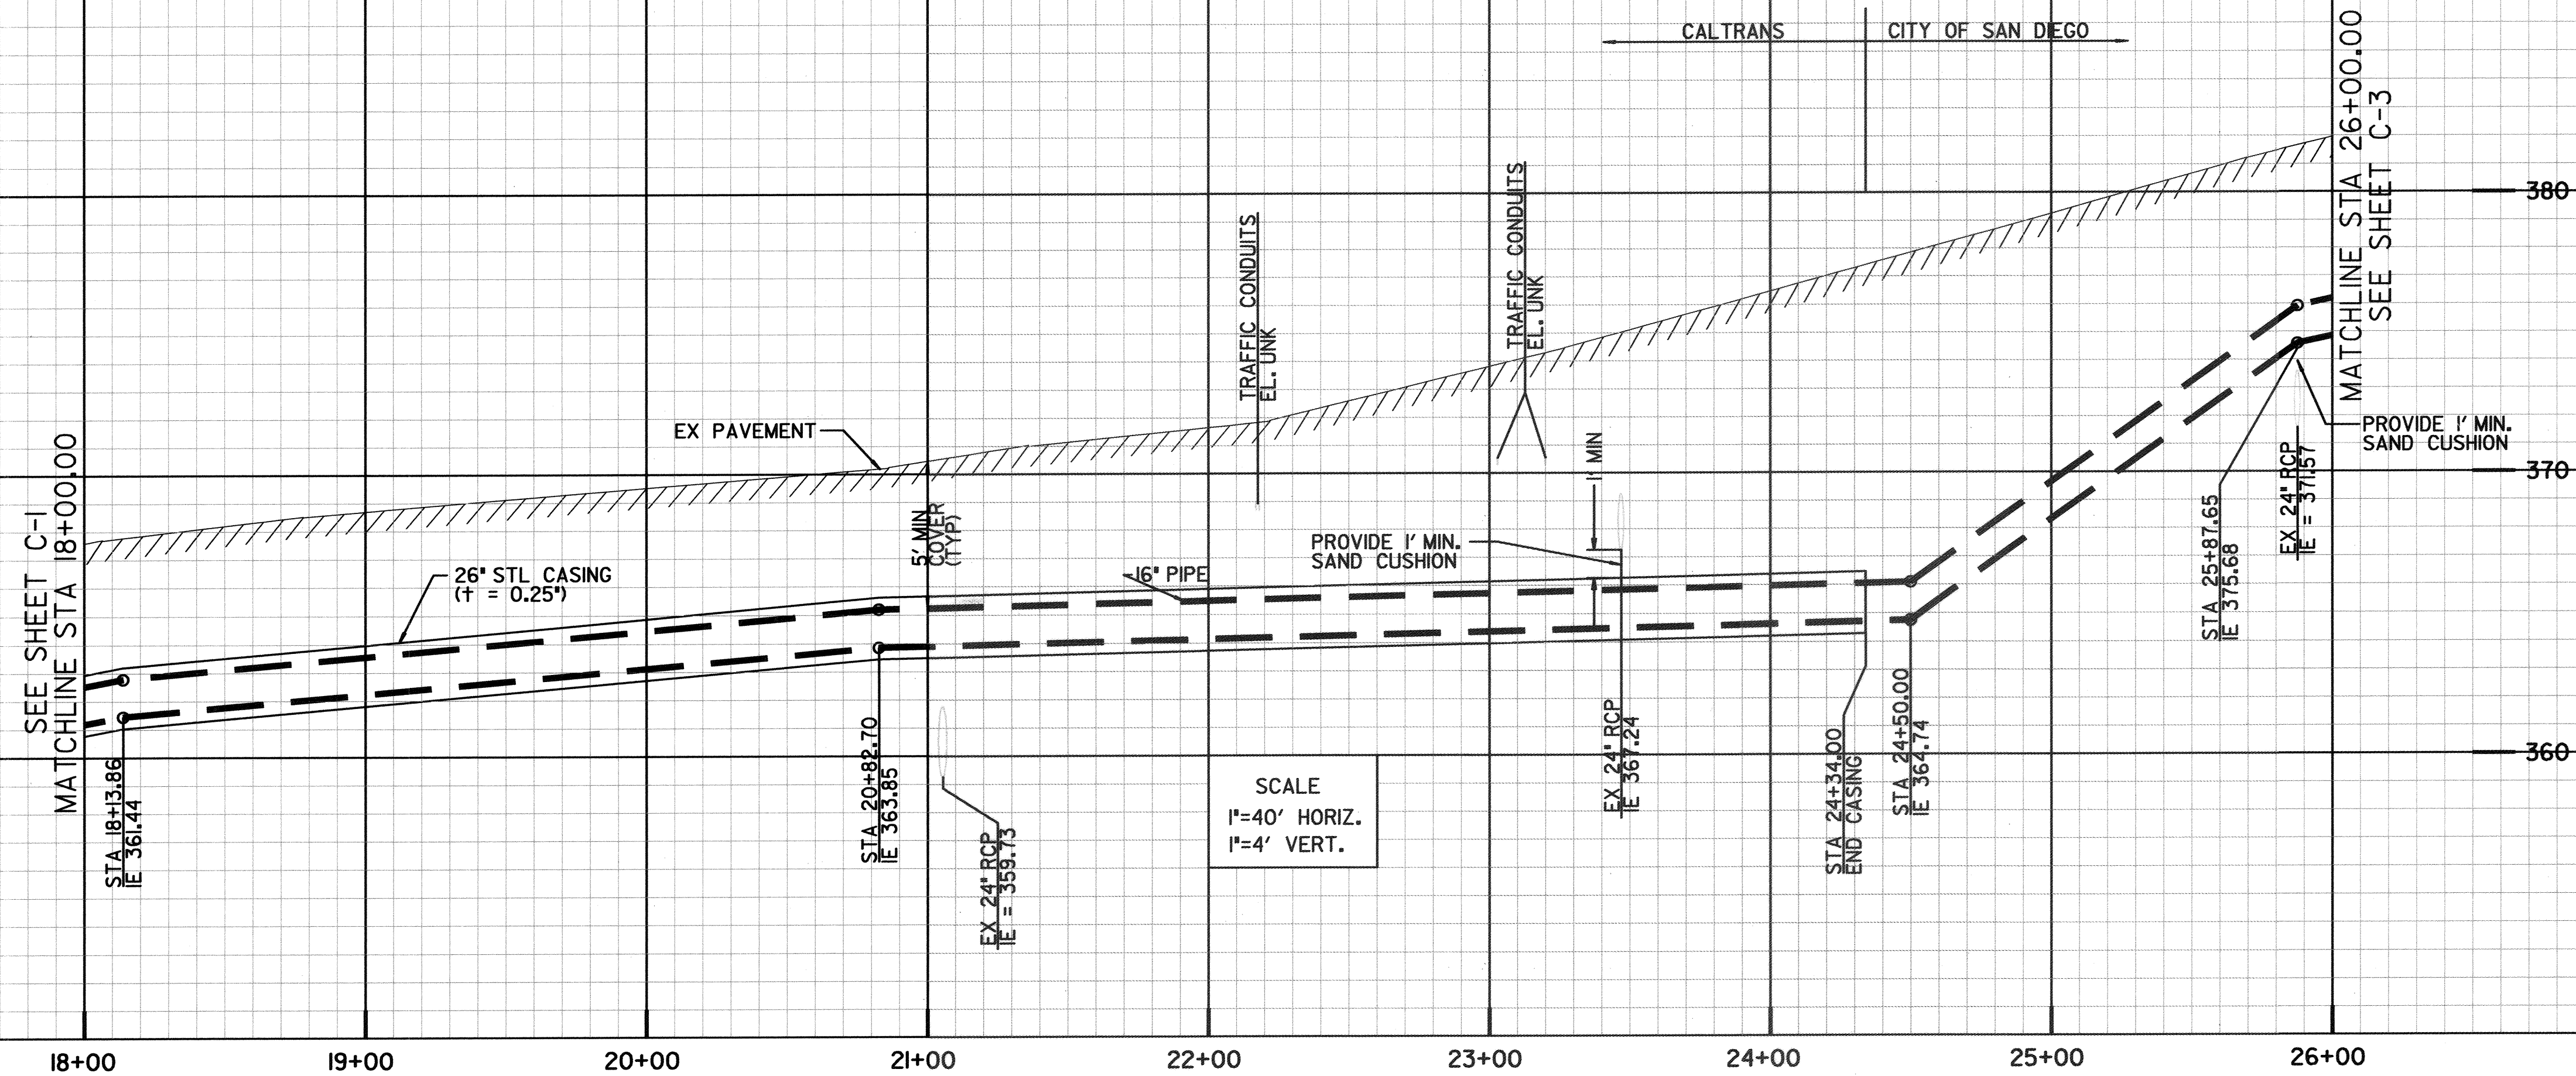 CALTRANS
CITY OF SAN DIEGO
SEE SHEET C-1
MATCHLINE STA 18+00.00
MATCHLINE STA 26+00.00
SEE SHEET C-3
380
370
360
TRAFFIC CONDUITS
EL. UNK
TRAFFIC CONDUITS
EL. UNK
EX PAVEMENT
5' MIN
COVER
(TYP)
26" STL CASING
(t = 0.25")
16" PIPE
1' MIN
PROVIDE 1' MIN.
SAND CUSHION
PROVIDE 1' MIN.
SAND CUSHION
STA 18+13.86
IE 361.44
STA 20+82.70
IE 363.85
EX 24" RCP
IE = 359.73
SCALE
1"=40' HORIZ.
1"=4' VERT.
EX 24" RCP
IE 367.24
STA 24+34.00
END CASING
STA 24+50.00
IE 364.74
STA 25+87.65
IE 375.68
EX 24" RCP
IE = 371.57
18+00
19+00
20+00
21+00
22+00
23+00
24+00
25+00
26+00